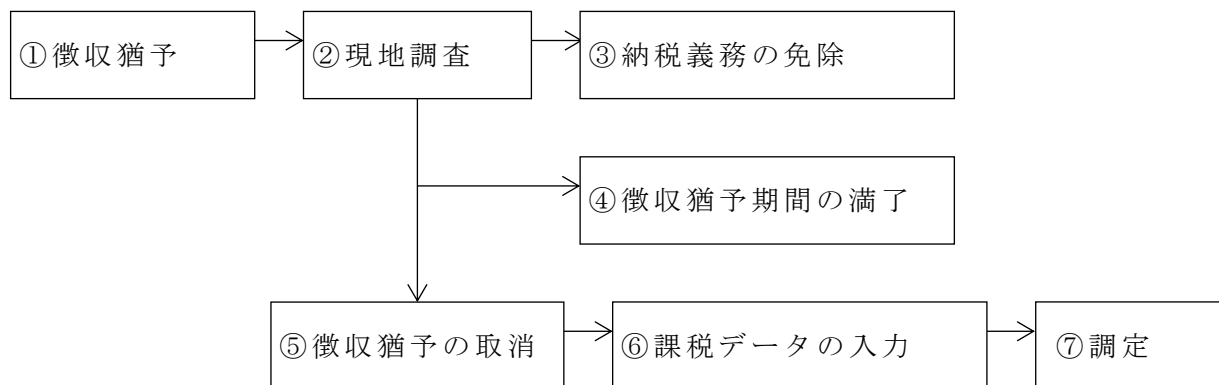 ①徴収猶予
②現地調査
③納税義務の免除
④徴収猶予期間の満了
⑤徴収猶予の取消
⑥課税データの入力
⑦調定